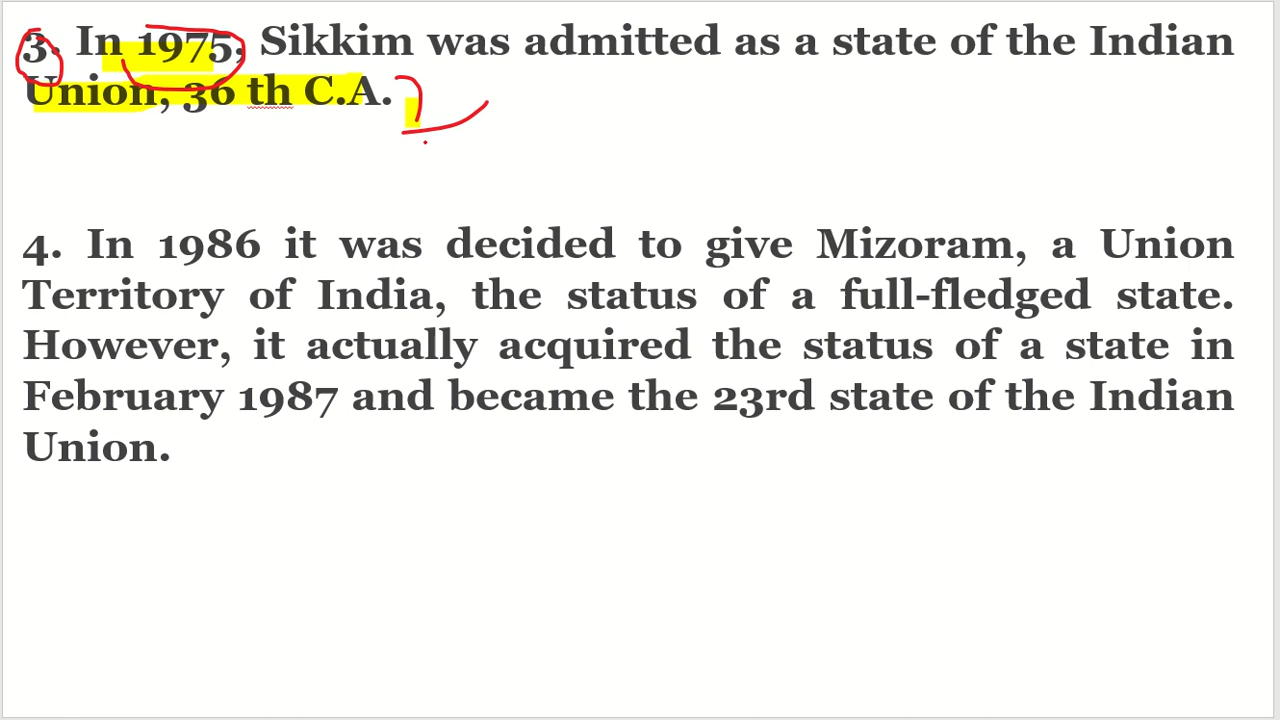 3. In 1975, Sikkim was admitted as a state of the Indian
Union, 36 th C.A.
4. In 1986 it was decided to give Mizoram, a Union
Territory of India, the status of a full-fledged state.
However, it actually acquired the status of a state in
February 1987 and became the 23rd state of the Indian
Union.